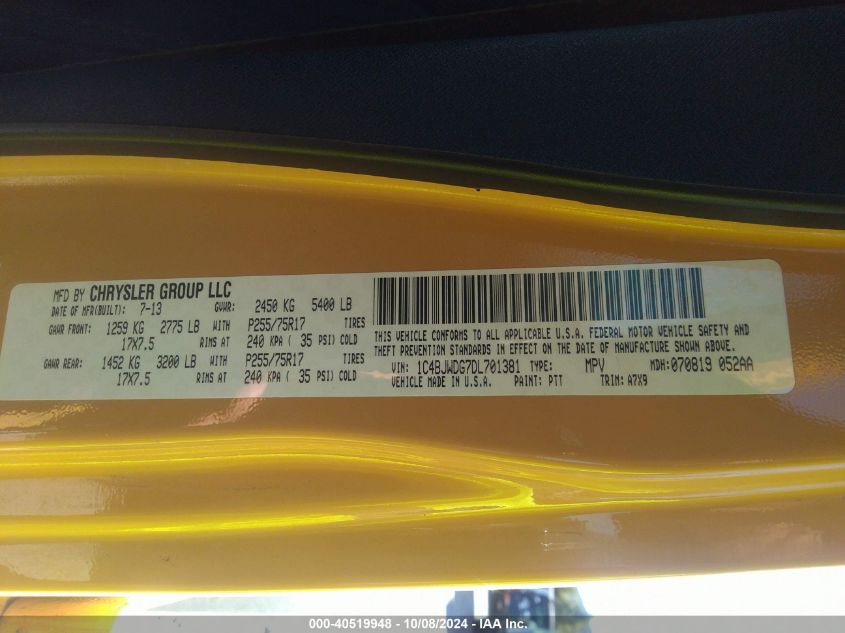 MFD BY CHRYSLER GROUP LLC
DATE OF MFR(BUILT): 7-13 GVWR: 2450 KG 5400 LB
GAWR FRONT: 1259 KG 2775 LB WITH P255/75R17 TIRES
17X7.5 RIMS AT 240 KPA ( 35 PSI) COLD
GAWR REAR: 1452 KG 3200 LB WITH P255/75R17 TIRES
17X7.5 RIMS AT 240 KPA ( 35 PSI) COLD
THIS VEHICLE CONFORMS TO ALL APPLICABLE U.S.A. FEDERAL MOTOR VEHICLE SAFETY AND
THEFT PREVENTION STANDARDS IN EFFECT ON THE DATE OF MANUFACTURE SHOWN ABOVE.
VIN: 1C4BJWDG7DL701381 TYPE: MPV MDH:070819 052AA
VEHICLE MADE IN U.S.A. PAINT: PTT TRIM: A7X9
000-40519948 - 10/08/2024 - IAA Inc.